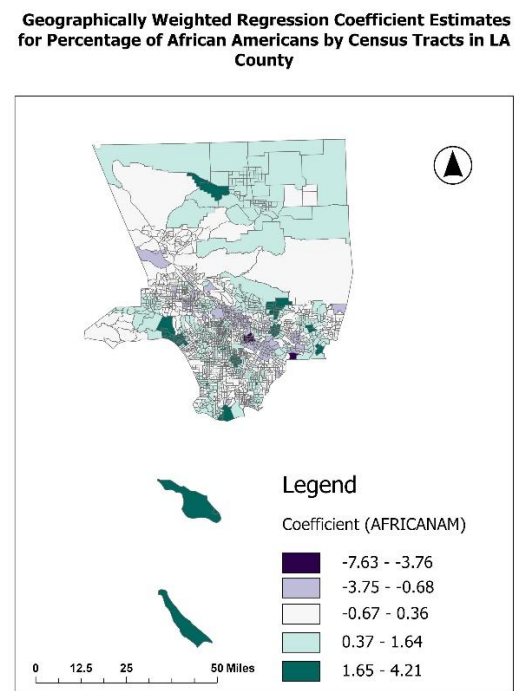 Geographically Weighted Regression Coefficient Estimates
for Percentage of African Americans by Census Tracts in LA
County
Legend
Coefficient (AFRICANAM)
-7.63 - -3.76
-3.75 - -0.68
-0.67 - 0.36
0.37 - 1.64
1.65 - 4.21
0 12.5 25 50 Miles